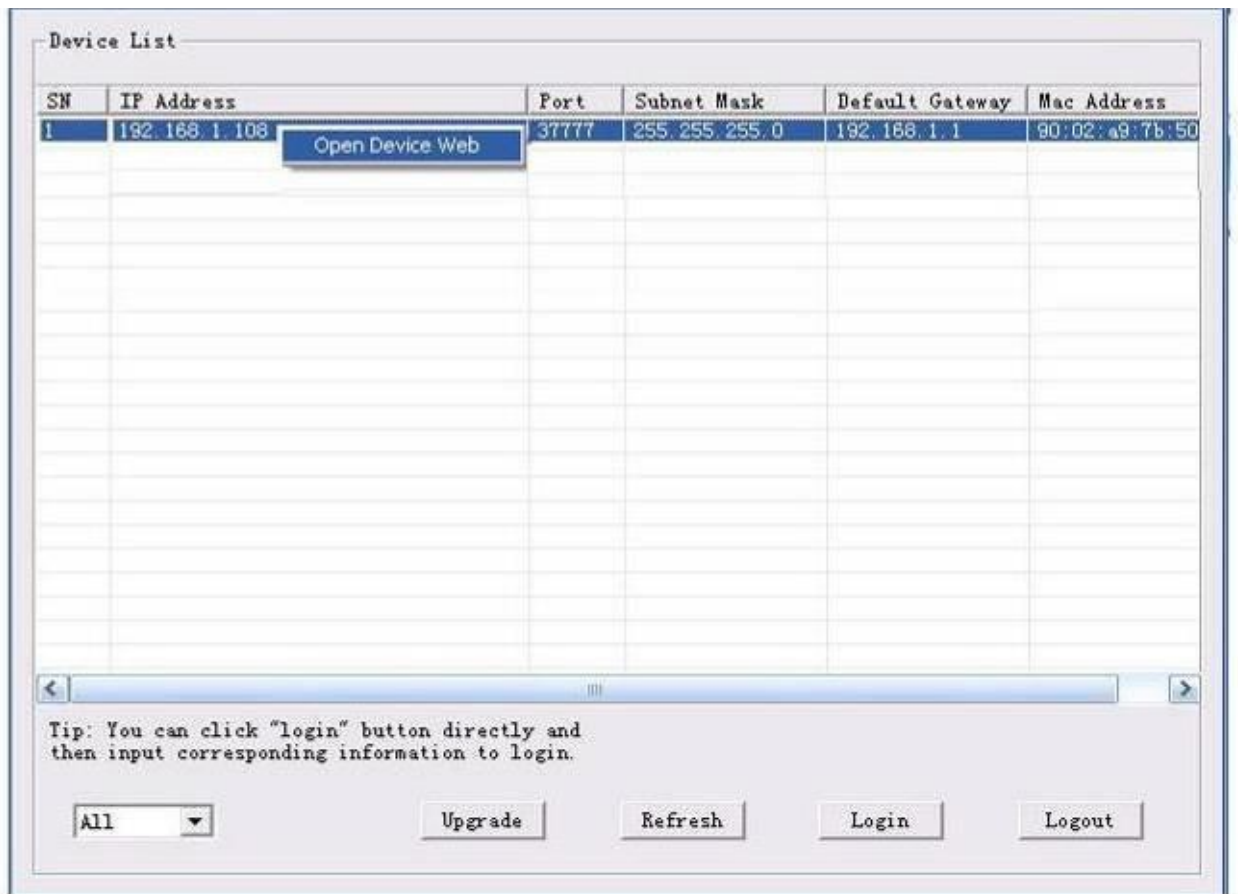 Device List
SN IP Address Port Subnet Mask Default Gateway Mac Address
1 192.168.1.108 37777 255.255.255.0 192.168.1.1 90:02:a9:7b:50
Open Device Web
Tip: You can click "login" button directly and
then input corresponding information to login.
All Upgrade Refresh Login Logout